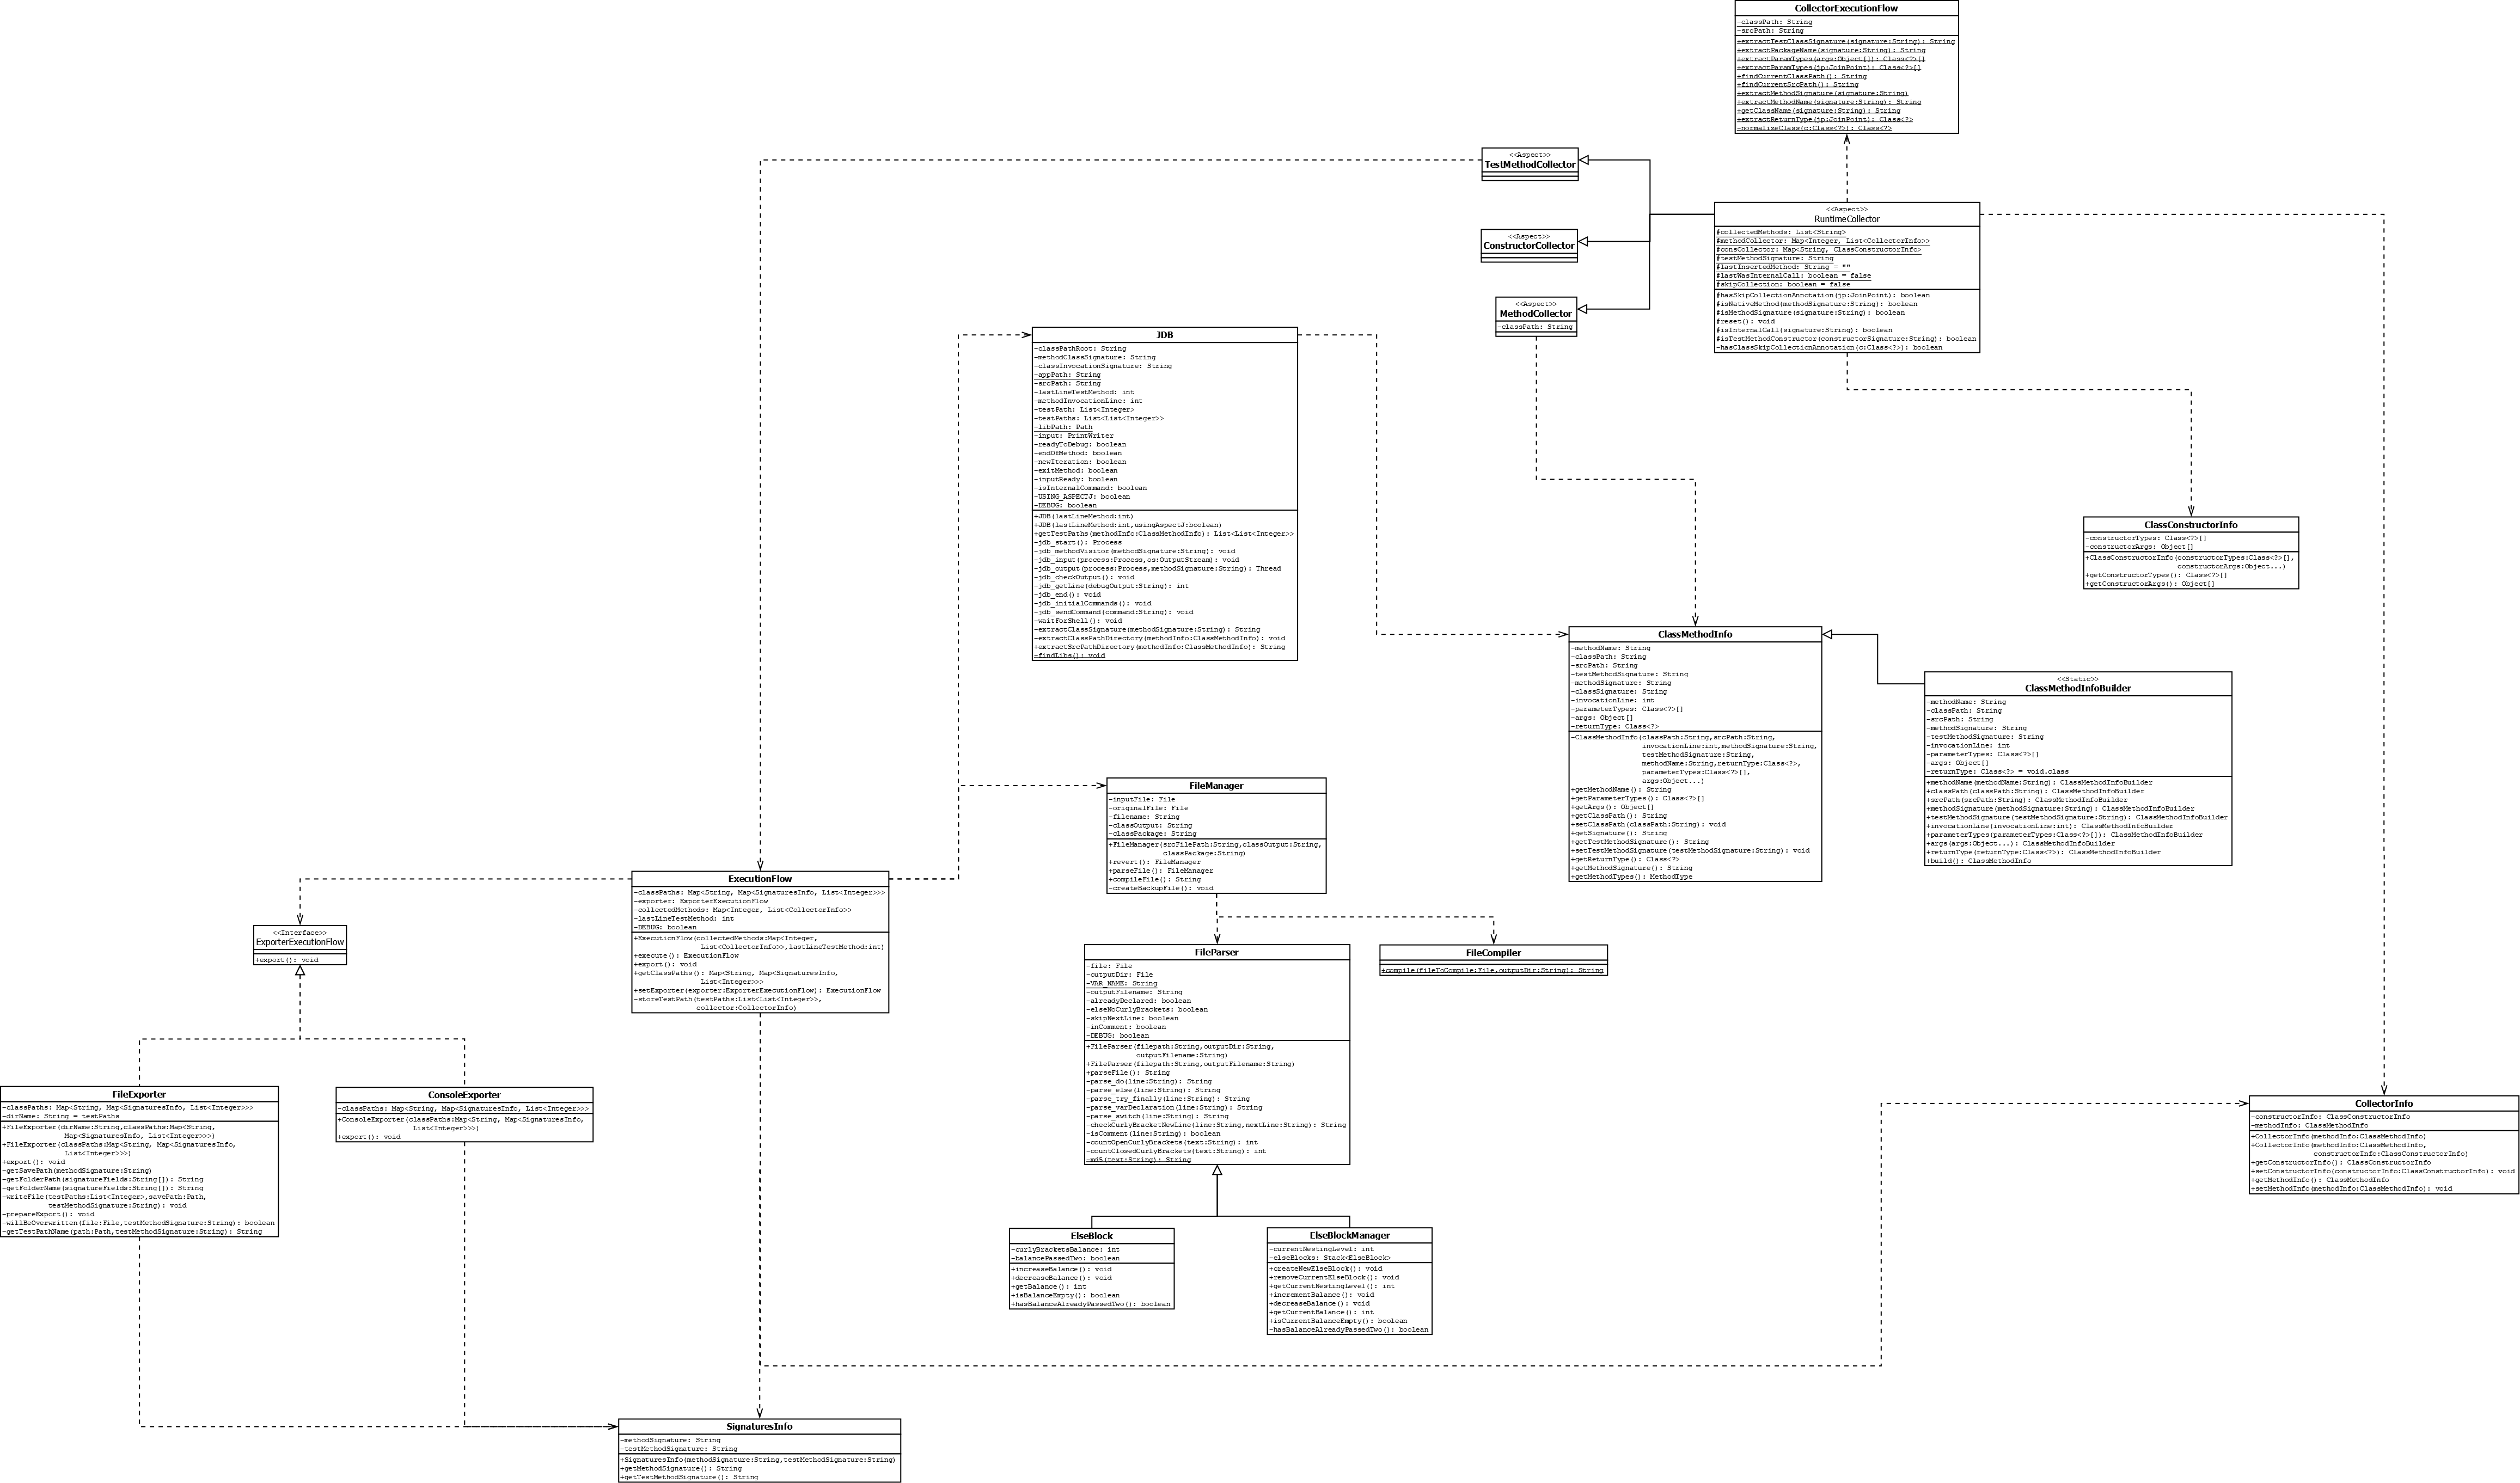 CollectorExecutionFlow
-classPath: String
-srcPath: String
+extractTestClassSignature(signature:String): String
+extractPackageName(signature:String): String
+extractParamTypes(args:Object[]): Class<?>[]
+extractParamTypes(jp:JoinPoint): Class<?>[]
+findCurrentClassPath(): String
+findCurrentSrcPath(): String
+extractMethodSignature(signature:String)
+extractMethodName(signature:String): String
+getClassName(signature:String): String
+extractReturnType(jp:JoinPoint): Class<?>
-normalizeClass(c:Class<?>): Class<?>
<<Aspect>>
TestMethodCollector
<<Aspect>>
ConstructorCollector
<<Aspect>>
MethodCollector
-classPath: String
<<Aspect>>
RuntimeCollector
#collectedMethods: List<String>
#methodCollector: Map<Integer, List<CollectorInfo>>
#consCollector: Map<String, ClassConstructorInfo>
#testMethodSignature: String
#lastInsertedMethod: String = ""
#lastWasInternalCall: boolean = false
#skipCollection: boolean = false
#hasSkipCollectionAnnotation(jp:JoinPoint): boolean
#isNativeMethod(methodSignature:String): boolean
#isMethodSignature(signature:String): boolean
#reset(): void
#isInternalCall(signature:String): boolean
#isTestMethodConstructor(constructorSignature:String): boolean
-hasClassSkipCollectionAnnotation(c:Class<?>): boolean
JDB
-classPathRoot: String
-methodClassSignature: String
-classInvocationSignature: String
-appPath: String
-srcPath: String
-lastLineTestMethod: int
-methodInvocationLine: int
-testPath: List<Integer>
-testPaths: List<List<Integer>>
-libPath: Path
-input: PrintWriter
-readyToDebug: boolean
-endOfMethod: boolean
-newIteration: boolean
-exitMethod: boolean
-inputReady: boolean
-isInternalCommand: boolean
-USING_ASPECTJ: boolean
-DEBUG: boolean
+JDB(lastLineMethod:int)
+JDB(lastLineMethod:int,usingAspectJ:boolean)
+getTestPaths(methodInfo:ClassMethodInfo): List<List<Integer>>
-jdb_start(): Process
-jdb_methodVisitor(methodSignature:String): void
-jdb_input(process:Process,os:OutputStream): void
-jdb_output(process:Process,methodSignature:String): Thread
-jdb_checkOutput(): void
-jdb_getLine(debugOutput:String): int
-jdb_end(): void
-jdb_initialCommands(): void
-jdb_sendCommand(command:String): void
-waitForShell(): void
-extractClassSignature(methodSignature:String): String
-extractClassPathDirectory(methodInfo:ClassMethodInfo): void
+extractSrcPathDirectory(methodInfo:ClassMethodInfo): String
-findLibs(): void
ClassConstructorInfo
-constructorTypes: Class<?>[]
-constructorArgs: Object[]
+ClassConstructorInfo(constructorTypes:Class<?>[],
constructorArgs:Object...)
+getConstructorTypes(): Class<?>[]
+getConstructorArgs(): Object[]
ClassMethodInfo
-methodName: String
-classPath: String
-srcPath: String
-testMethodSignature: String
-methodSignature: String
-classSignature: String
-invocationLine: int
-parameterTypes: Class<?>[]
-args: Object[]
-returnType: Class<?>
-ClassMethodInfo(classPath:String,srcPath:String,
invocationLine:int,methodSignature:String,
testMethodSignature:String,
methodName:String,returnType:Class<?>,
parameterTypes:Class<?>[],
args:Object...)
+getMethodName(): String
+getParameterTypes(): Class<?>[]
+getArgs(): Object[]
+getClassPath(): String
+setClassPath(classPath:String): void
+getSignature(): String
+getTestMethodSignature(): String
+setTestMethodSignature(testMethodSignature:String): void
+getReturnType(): Class<?>
+getMethodSignature(): String
+getMethodTypes(): MethodType
<<Static>>
ClassMethodInfoBuilder
-methodName: String
-classPath: String
-srcPath: String
-methodSignature: String
-testMethodSignature: String
-invocationLine: int
-parameterTypes: Class<?>[]
-args: Object[]
-returnType: Class<?> = void.class
+methodName(methodName:String): ClassMethodInfoBuilder
+classPath(classPath:String): ClassMethodInfoBuilder
+srcPath(srcPath:String): ClassMethodInfoBuilder
+methodSignature(methodSignature:String): ClassMethodInfoBuilder
+testMethodSignature(testMethodSignature:String): ClassMethodInfoBuilder
+invocationLine(invocationLine:int): ClassMethodInfoBuilder
+parameterTypes(parameterTypes:Class<?>[]): ClassMethodInfoBuilder
+args(args:Object...): ClassMethodInfoBuilder
+returnType(returnType:Class<?>): ClassMethodInfoBuilder
+build(): ClassMethodInfo
FileManager
-inputFile: File
-originalFile: File
-filename: String
-classOutput: String
-classPackage: String
+FileManager(srcFilePath:String,classOutput:String,
classPackage:String)
+revert(): FileManager
+parseFile(): FileManager
+compileFile(): String
-createBackupFile(): void
ExecutionFlow
-classPaths: Map<String, Map<SignaturesInfo, List<Integer>>>
-exporter: ExporterExecutionFlow
-collectedMethods: Map<Integer, List<CollectorInfo>>
-lastLineTestMethod: int
-DEBUG: boolean
+ExecutionFlow(collectedMethods:Map<Integer,
List<CollectorInfo>>,lastLineTestMethod:int)
+execute(): ExecutionFlow
+export(): void
+getClassPaths(): Map<String, Map<SignaturesInfo,
List<Integer>>>
+setExporter(exporter:ExporterExecutionFlow): ExecutionFlow
-storeTestPath(testPaths:List<List<Integer>>,
collector:CollectorInfo)
<<Interface>>
ExporterExecutionFlow
+export(): void
FileParser
-file: File
-outputDir: File
-VAR_NAME: String
-outputFilename: String
-alreadyDeclared: boolean
-elseNoCurlyBrackets: boolean
-skipNextLine: boolean
-inComment: boolean
-DEBUG: boolean
+FileParser(filepath:String,outputDir:String,
outputFilename:String)
+FileParser(filepath:String,outputFilename:String)
+parseFile(): String
-parse_do(line:String): String
-parse_else(line:String): String
-parse_try_finally(line:String): String
-parse_varDeclaration(line:String): String
-parse_switch(line:String): String
-checkCurlyBracketNewLine(line:String,nextLine:String): String
-isComment(line:String): boolean
-countOpenCurlyBrackets(text:String): int
-countClosedCurlyBrackets(text:String): int
-md5(text:String): String
FileCompiler
+compile(fileToCompile:File,outputDir:String): String
FileExporter
-classPaths: Map<String, Map<SignaturesInfo, List<Integer>>>
-dirName: String = testPaths
+FileExporter(dirName:String,classPaths:Map<String,
Map<SignaturesInfo, List<Integer>>>)
+FileExporter(classPaths:Map<String, Map<SignaturesInfo,
List<Integer>>>)
+export(): void
-getSavePath(methodSignature:String)
-getFolderPath(signatureFields:String[]): String
-getFolderName(signatureFields:String[]): String
-writeFile(testPaths:List<Integer>,savePath:Path,
testMethodSignature:String): void
-prepareExport(): void
-willBeOverwritten(file:File,testMethodSignature:String): boolean
-getTestPathName(path:Path,testMethodSignature:String): String
ConsoleExporter
-classPaths: Map<String, Map<SignaturesInfo, List<Integer>>>
+ConsoleExporter(classPaths:Map<String, Map<SignaturesInfo,
List<Integer>>>)
+export(): void
CollectorInfo
-constructorInfo: ClassConstructorInfo
-methodInfo: ClassMethodInfo
+CollectorInfo(methodInfo:ClassMethodInfo)
+CollectorInfo(methodInfo:ClassMethodInfo,
constructorInfo:ClassConstructorInfo)
+getConstructorInfo(): ClassConstructorInfo
+setConstructorInfo(constructorInfo:ClassConstructorInfo): void
+getMethodInfo(): ClassMethodInfo
+setMethodInfo(methodInfo:ClassMethodInfo): void
ElseBlock
-curlyBracketsBalance: int
-balancePassedTwo: boolean
+increaseBalance(): void
+decreaseBalance(): void
+getBalance(): int
+isBalanceEmpty(): boolean
+hasBalanceAlreadyPassedTwo(): boolean
ElseBlockManager
-currentNestingLevel: int
-elseBlocks: Stack<ElseBlock>
+createNewElseBlock(): void
+removeCurrentElseBlock(): void
+getCurrentNestingLevel(): int
+incrementBalance(): void
+decreaseBalance(): void
+getCurrentBalance(): int
+isCurrentBalanceEmpty(): boolean
-hasBalanceAlreadyPassedTwo(): boolean
SignaturesInfo
-methodSignature: String
-testMethodSignature: String
+SignaturesInfo(methodSignature:String,testMethodSignature:String)
+getMethodSignature(): String
+getTestMethodSignature(): String